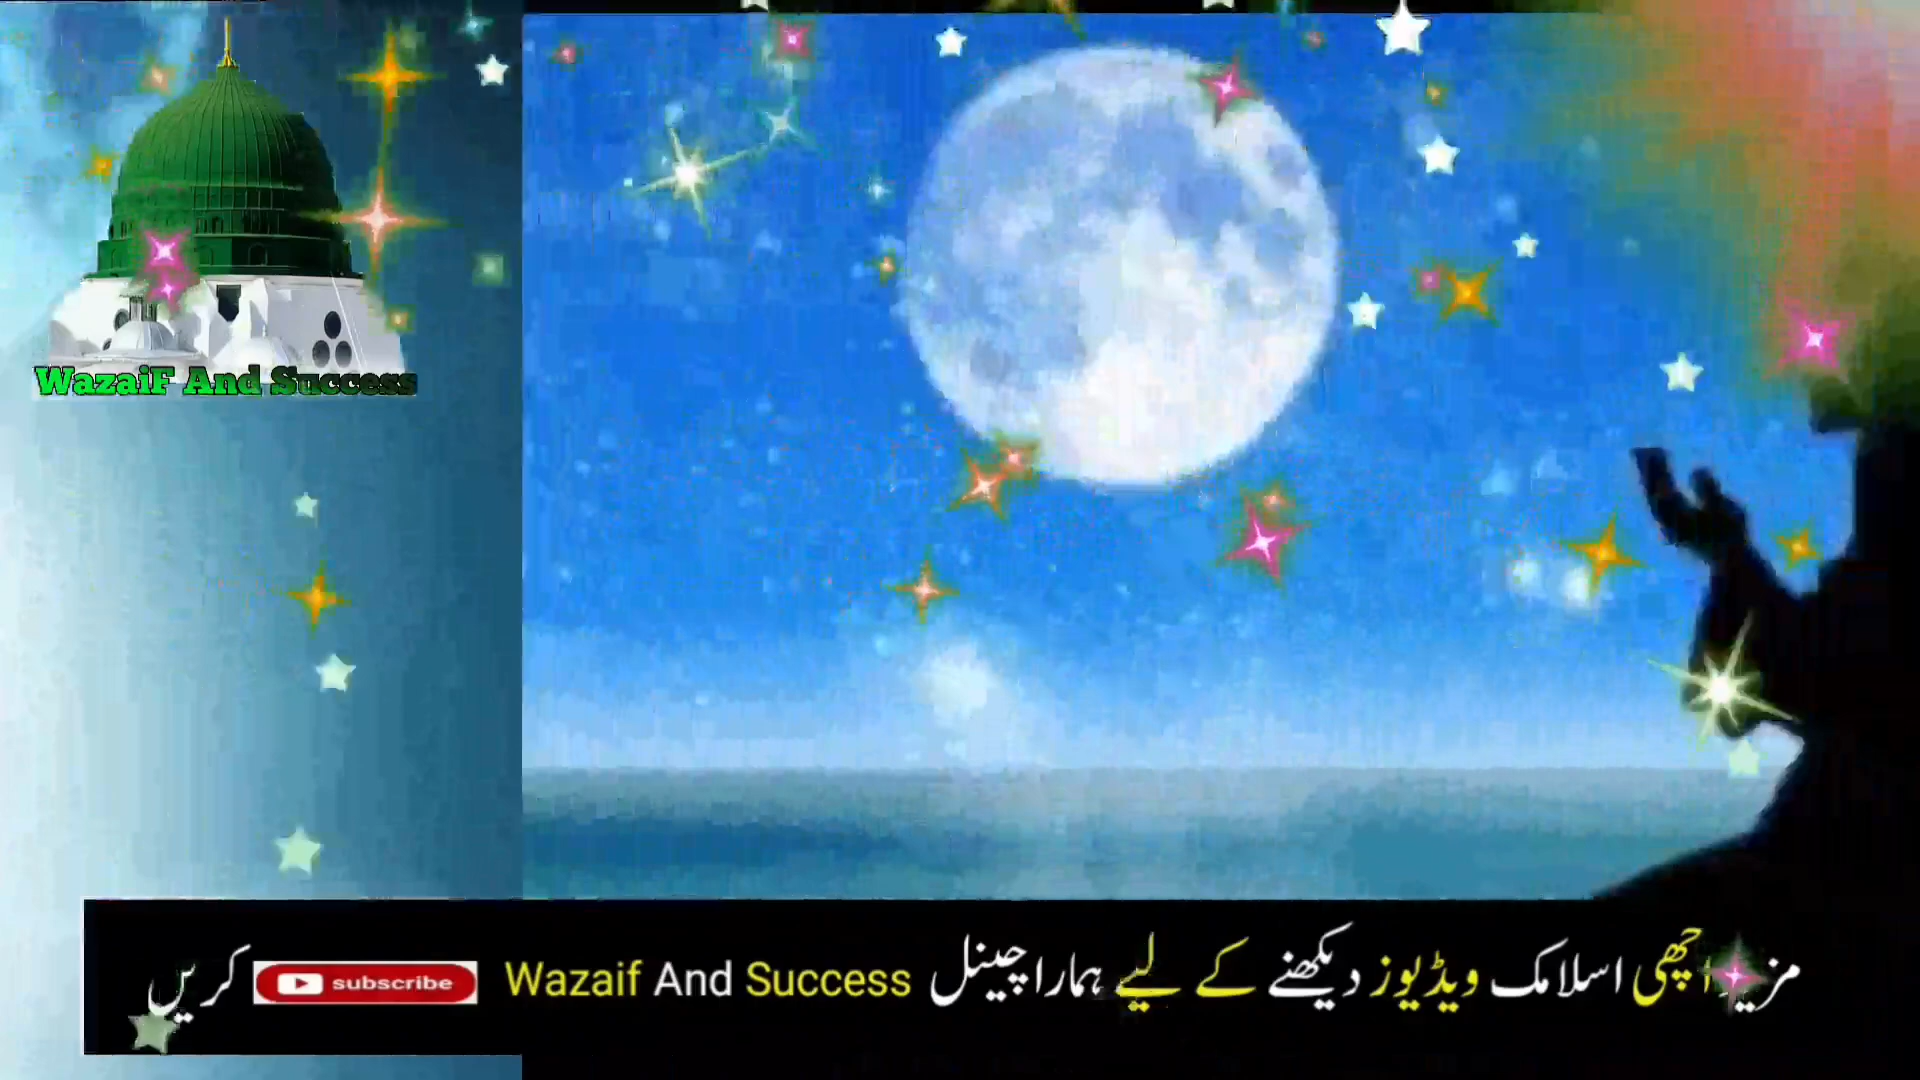 WazaiF And Success
مزید اچھی اسلامک ویڈیوز دیکھنے کے لیے ہمارا چینل Wazaif And Success subscribe کریں